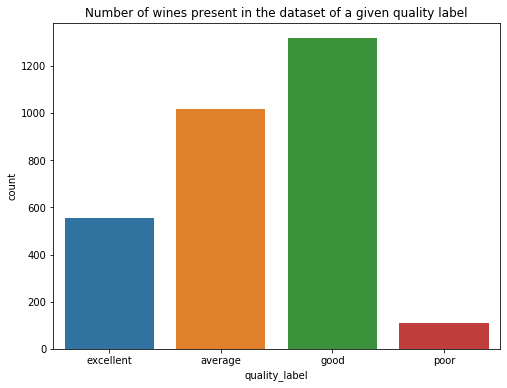 Number of wines present in the dataset of a given quality label
count
1200
1000
800
600
400
200
0
excellent average good poor
quality_label